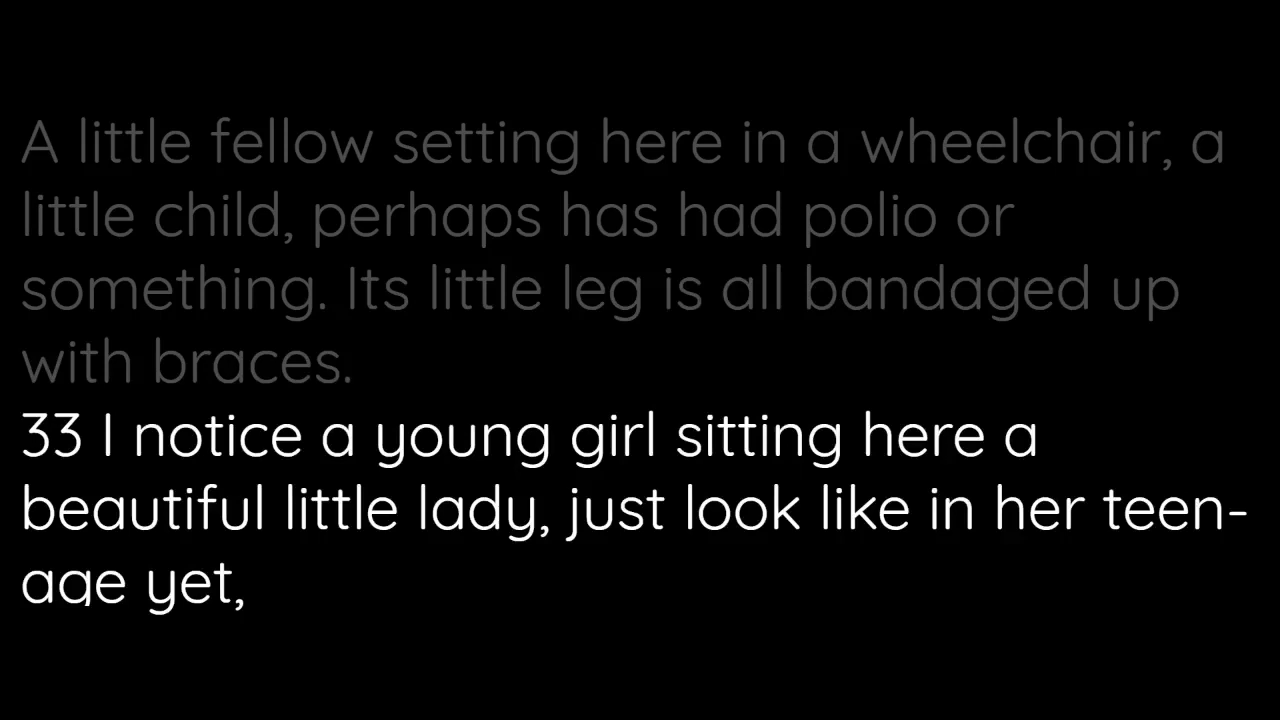 A little fellow setting here in a wheelchair, a
little child, perhaps has had polio or
something. Its little leg is all bandaged up
with braces.
33 I notice a young girl sitting here a
beautiful little lady, just look like in her teen-
age yet,